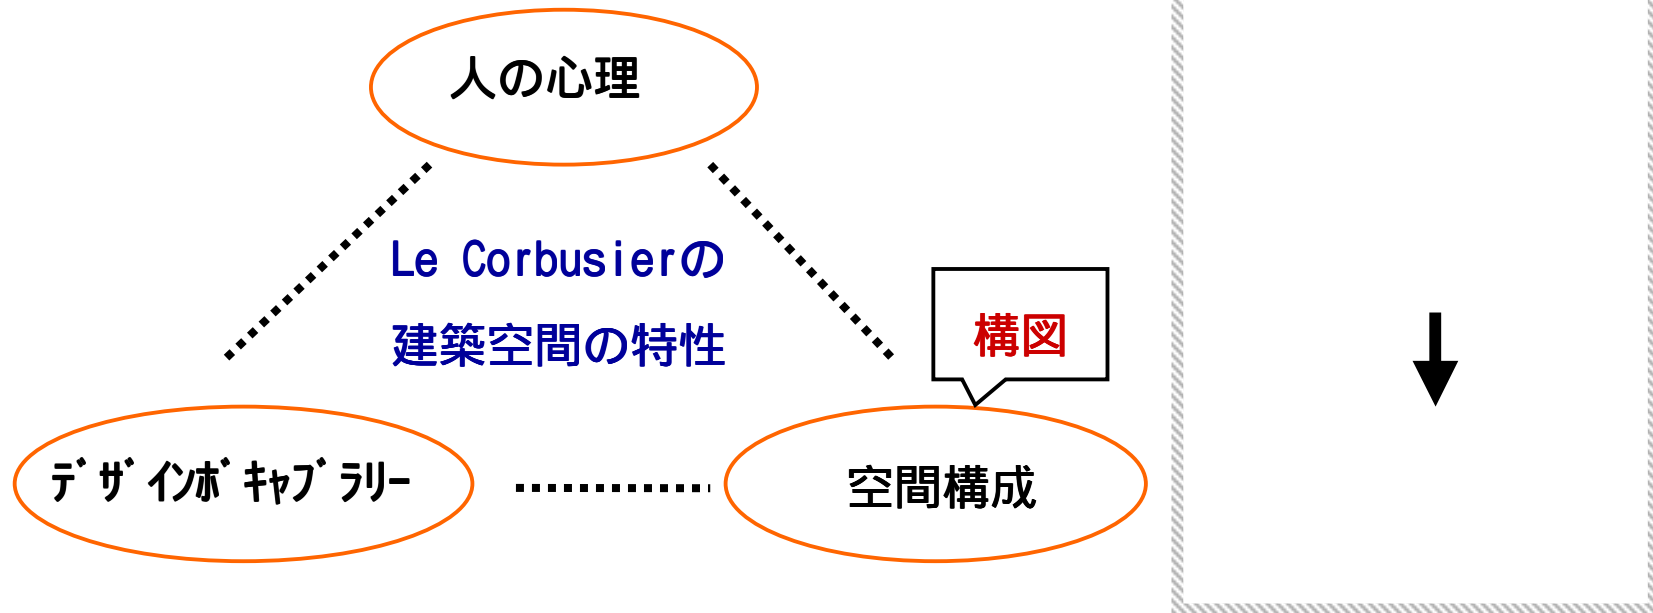 人の心理
Le Corbusierの
建築空間の特性
構図
ﾃﾞｻﾞｲﾝﾎﾞｷｬﾌﾞﾗﾘｰ
空間構成